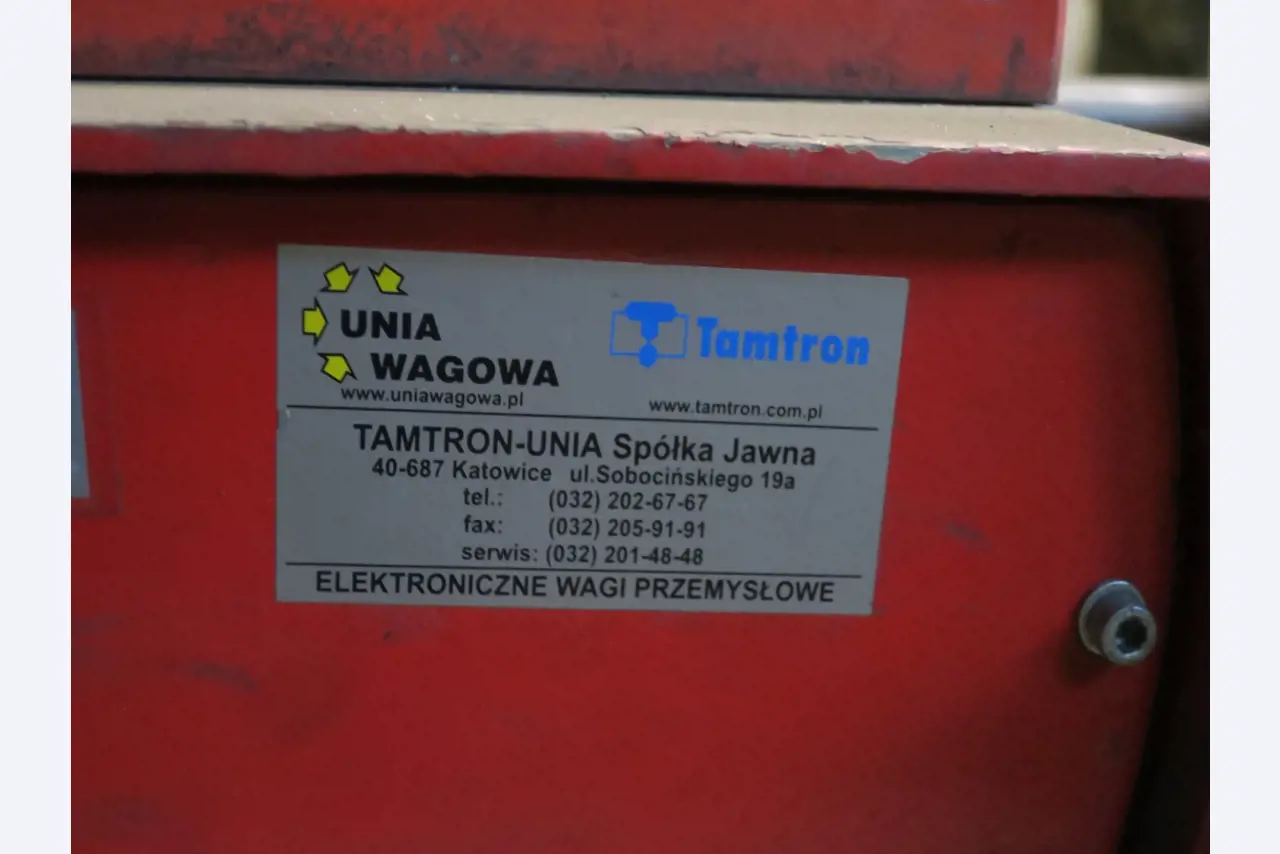 UNIA
WAGOWA
www.uniawagowa.pl
Tamtron
www.tamtron.com.pl
TAMTRON-UNIA Spółka Jawna
40-687 Katowice ul.Sobocińskiego 19a
tel.: (032) 202-67-67
fax: (032) 205-91-91
serwis: (032) 201-48-48
ELEKTRONICZNE WAGI PRZEMYSŁOWE